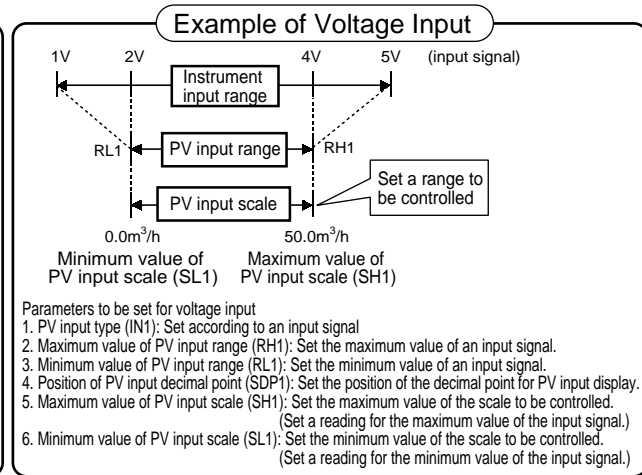 Example of Voltage Input
1V 2V 4V 5V (input signal)
Instrument
input range
RL1 PV input range RH1
PV input scale
Set a range to
be controlled
0.0m³/h 50.0m³/h
Minimum value of Maximum value of
PV input scale (SL1) PV input scale (SH1)
Parameters to be set for voltage input
1. PV input type (IN1): Set according to an input signal
2. Maximum value of PV input range (RH1): Set the maximum value of an input signal.
3. Minimum value of PV input range (RL1): Set the minimum value of an input signal.
4. Position of PV input decimal point (SDP1): Set the position of the decimal point for PV input display.
5. Maximum value of PV input scale (SH1): Set the maximum value of the scale to be controlled.
(Set a reading for the maximum value of the input signal.)
6. Minimum value of PV input scale (SL1): Set the minimum value of the scale to be controlled.
(Set a reading for the minimum value of the input signal.)